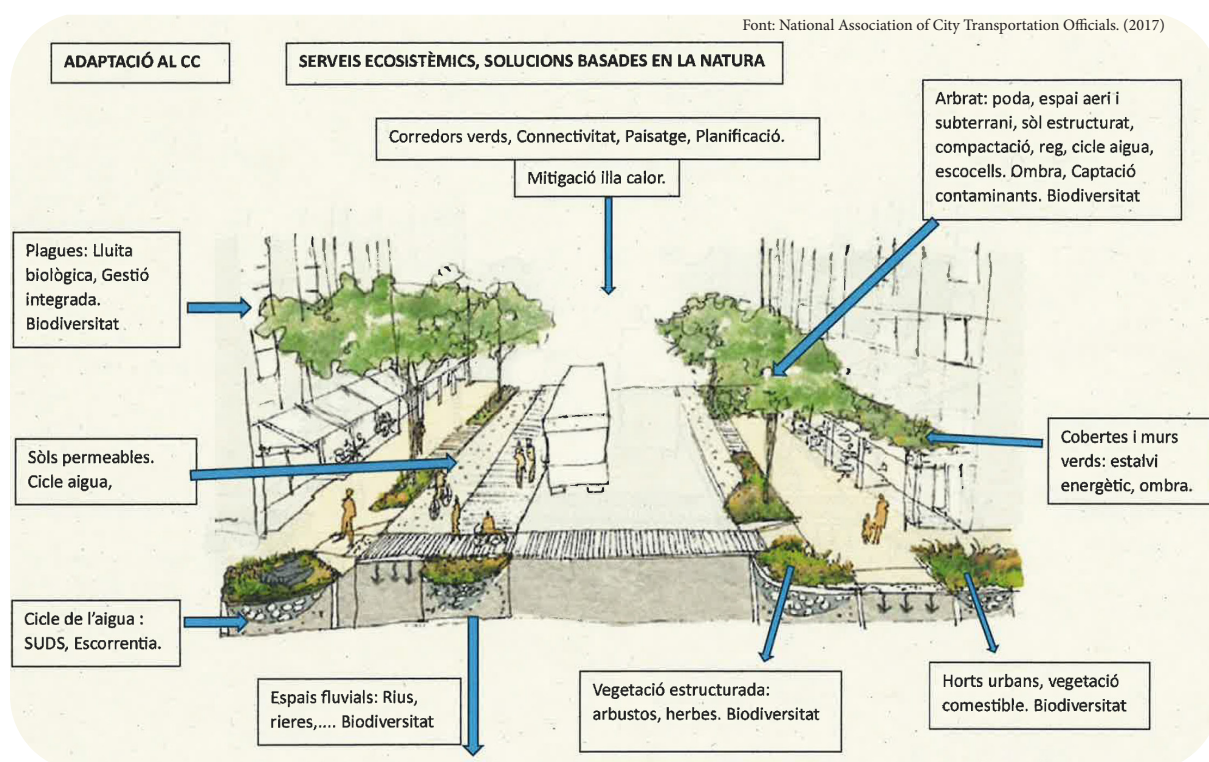 Font: National Association of City Transportation Officials. (2017)
ADAPTACIÓ AL CC
SERVEIS ECOSISTÈMICS, SOLUCIONS BASADES EN LA NATURA
Corredors verds, Connectivitat, Paisatge, Planificació.
Mitigació illa calor.
Arbrat: poda, espai aeri i
subterrani, sòl estructurat,
compactació, reg, cicle aigua,
escocells. Ombra, Captació
contaminants. Biodiversitat
Plagues: Lluita
biològica, Gestió
integrada.
Biodiversitat
Sòls permeables.
Cicle aigua,
Cobertes i murs
verds: estalvi
energètic, ombra.
Cicle de l'aigua :
SUDS, Escorrentia.
Espais fluvials: Rius,
rieres,.... Biodiversitat
Vegetació estructurada:
arbustos, herbes. Biodiversitat
Horts urbans, vegetació
comestible. Biodiversitat